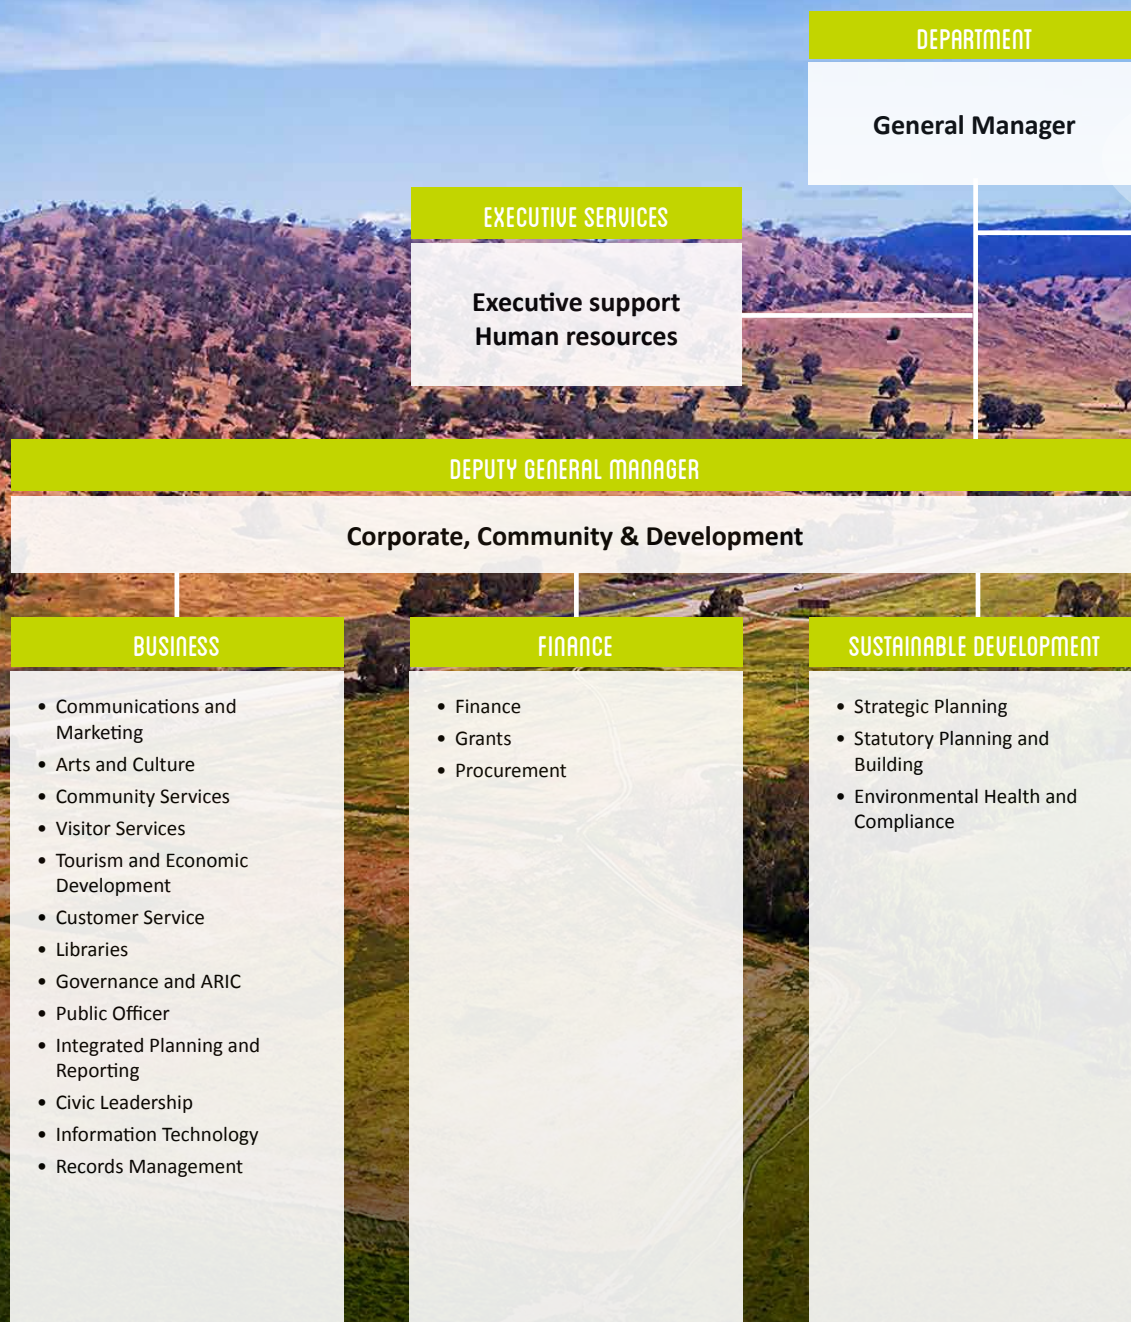 DEPARTMENT
General Manager
EXECUTIVE SERVICES
Executive support
Human resources
DEPUTY GENERAL MANAGER
Corporate, Community & Development
BUSINESS
• Communications and
Marketing
• Arts and Culture
• Community Services
• Visitor Services
• Tourism and Economic
Development
• Customer Service
• Libraries
• Governance and ARIC
• Public Officer
• Integrated Planning and
Reporting
• Civic Leadership
• Information Technology
• Records Management
FINANCE
• Finance
• Grants
• Procurement
SUSTAINABLE DEVELOPMENT
• Strategic Planning
• Statutory Planning and
Building
• Environmental Health and
Compliance